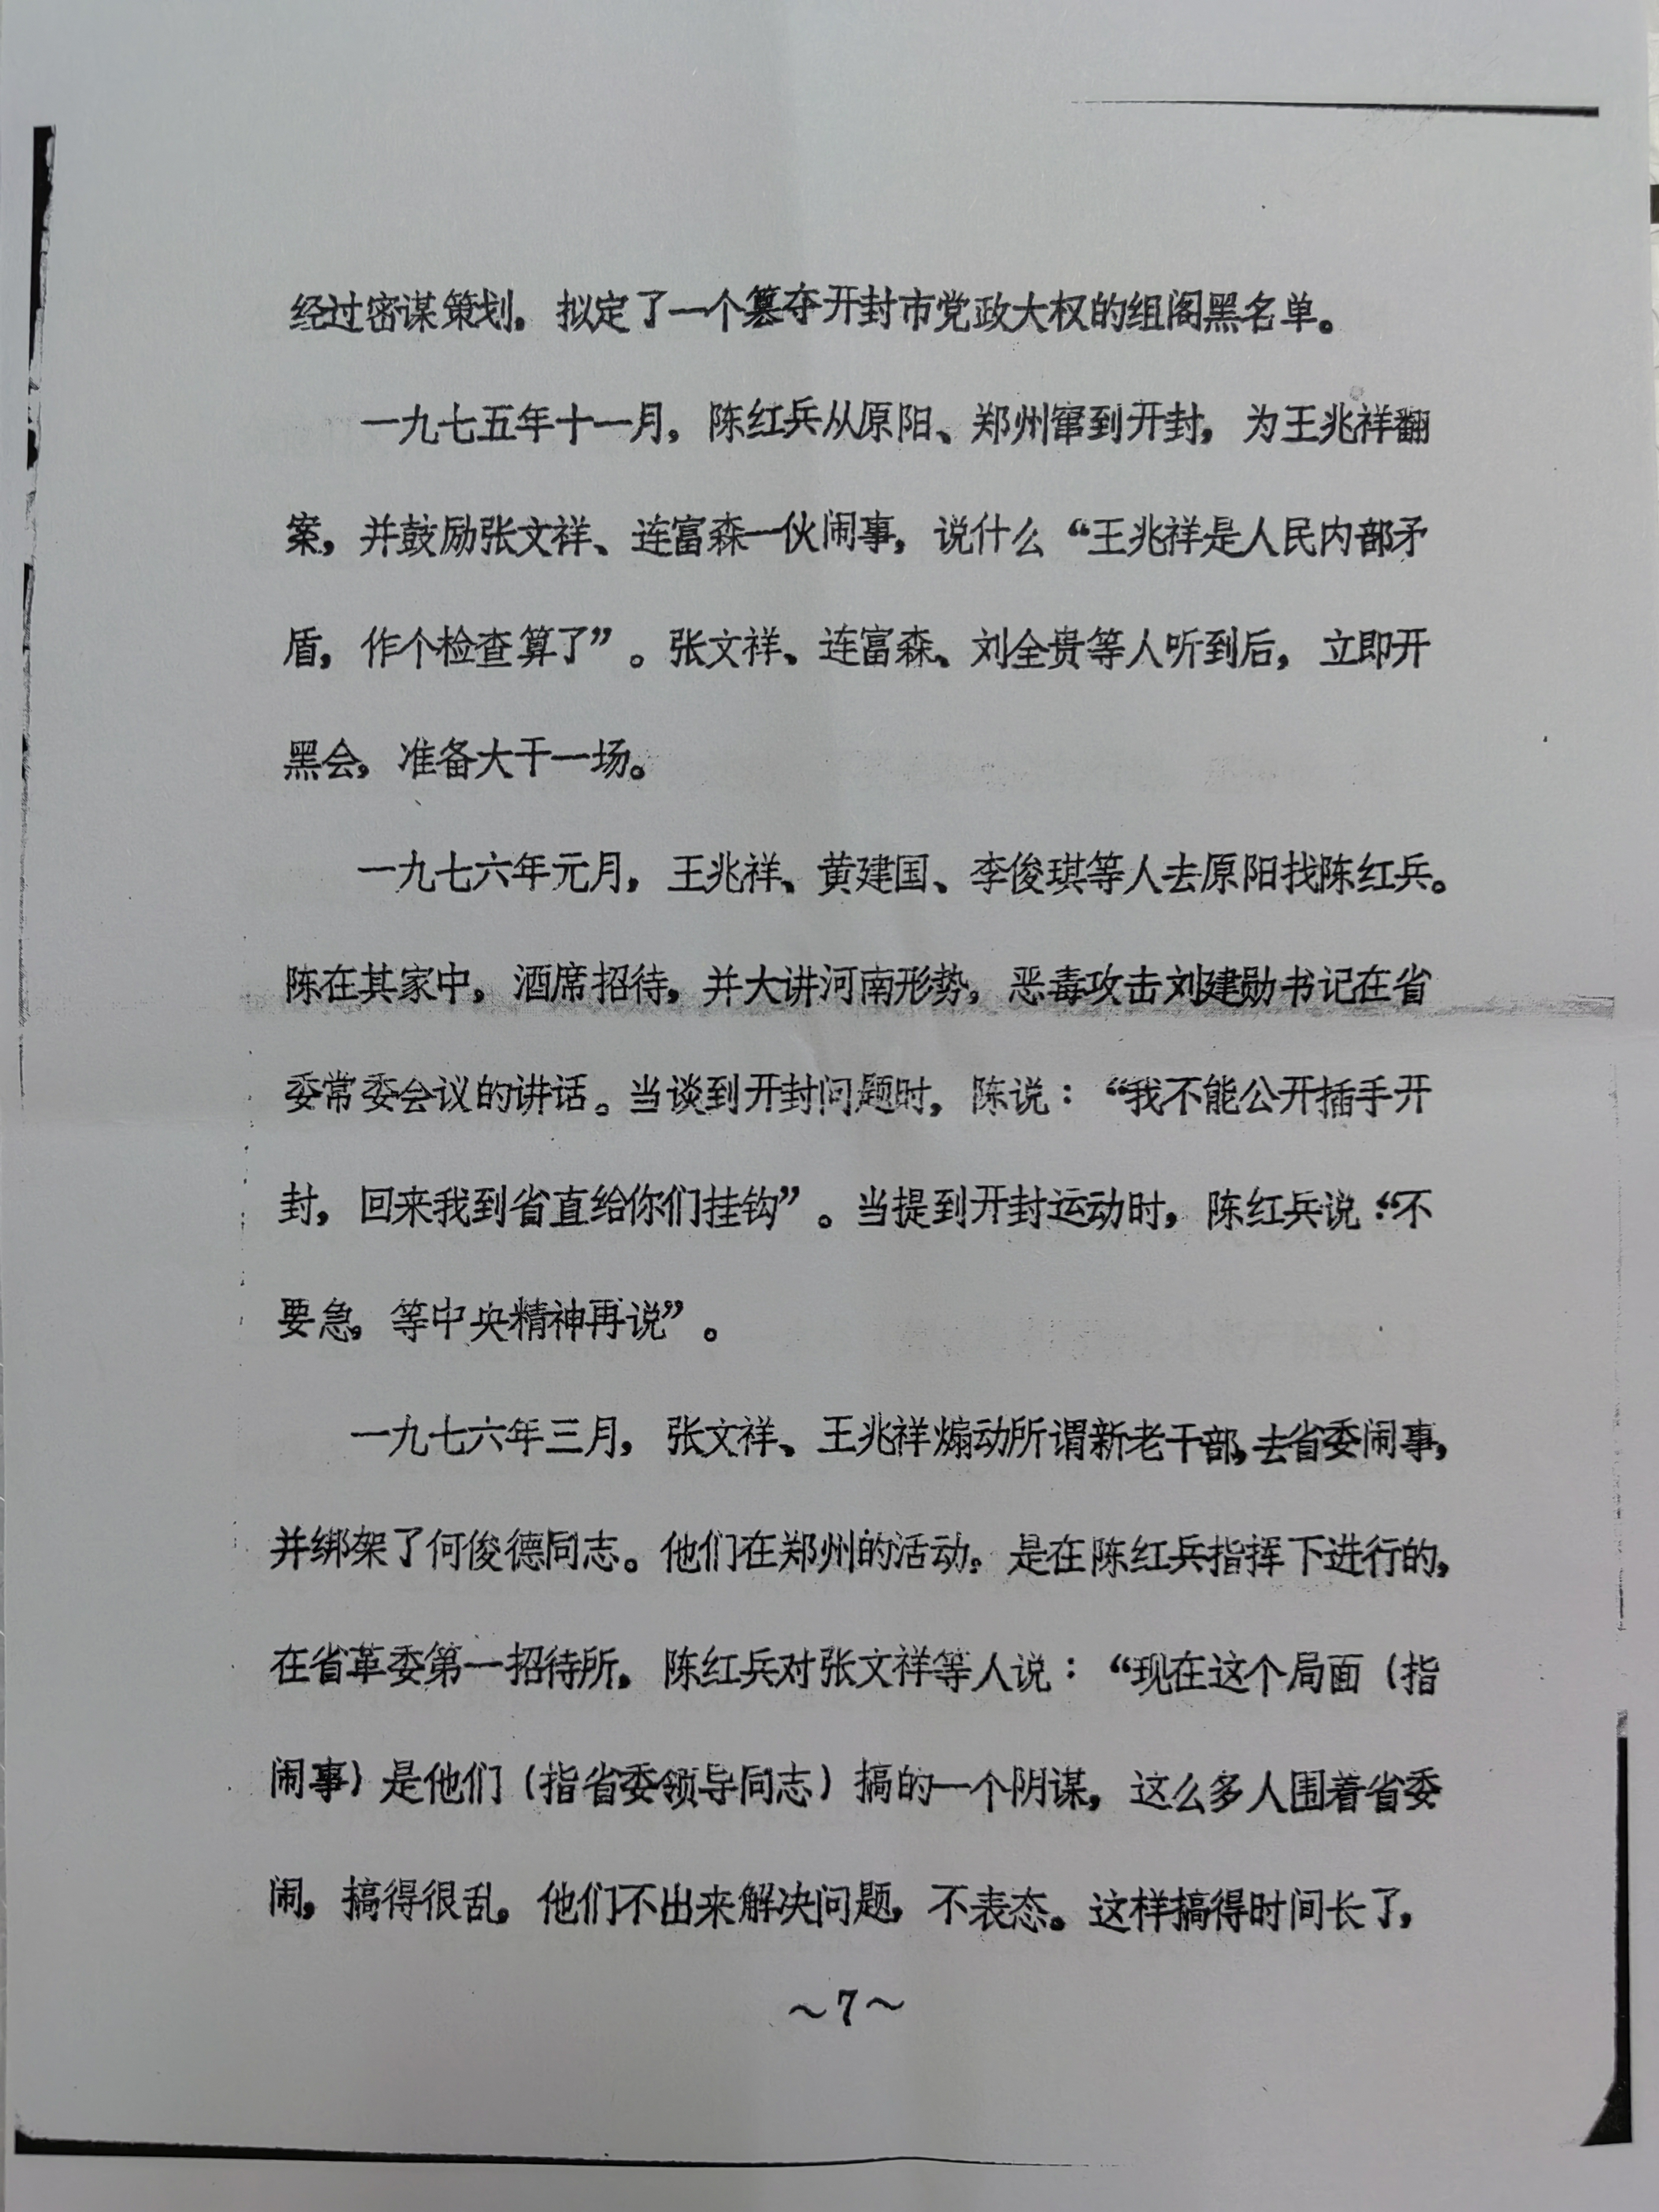 经过密谋策划，拟定了一个篡夺开封市党政大权的组阁黑名单。
一九七五年十一月，陈红兵从原阳、郑州窜到开封，为王兆祥翻
案，并鼓励张文祥、连富森一伙闹事，说什么“王兆祥是人民内部矛
盾，作个检查算了”。张文祥、连富森、刘全贵等人听到后，立即开
黑会，准备大干一场。
一九七六年元月，王兆祥、黄建国、李俊琪等人去原阳找陈红兵。
陈在其家中，酒席招待，并大讲河南形势，恶毒攻击刘建勋书记在省
委常委会议的讲话。当谈到开封问题时，陈说：“我不能公开插手开
封，回来我到省直给你们挂钩”。当提到开封运动时，陈红兵说：“不
要急，等中央精神再说”。
一九七六年三月，张文祥、王兆祥煽动所谓新老干部，去省委闹事，
并绑架了何俊德同志。他们在郑州的活动，是在陈红兵指挥下进行的，
在省革委第一招待所，陈红兵对张文祥等人说：“现在这个局面（指
闹事）是他们（指省委领导同志）搞的一个阴谋，这么多人围着省委
闹，搞得很乱，他们不出来解决问题，不表态。这样搞得时间长了，
～7～